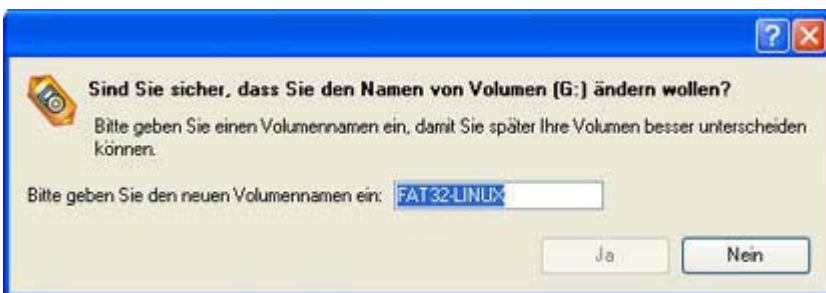 Sind Sie sicher, dass Sie den Namen von Volumen (G:) ändern wollen?
Bitte geben Sie einen Volumennamen ein, damit Sie später Ihre Volumen besser unterscheiden
können.
Bitte geben Sie den neuen Volumennamen ein: FAT32-LINUX
Ja Nein